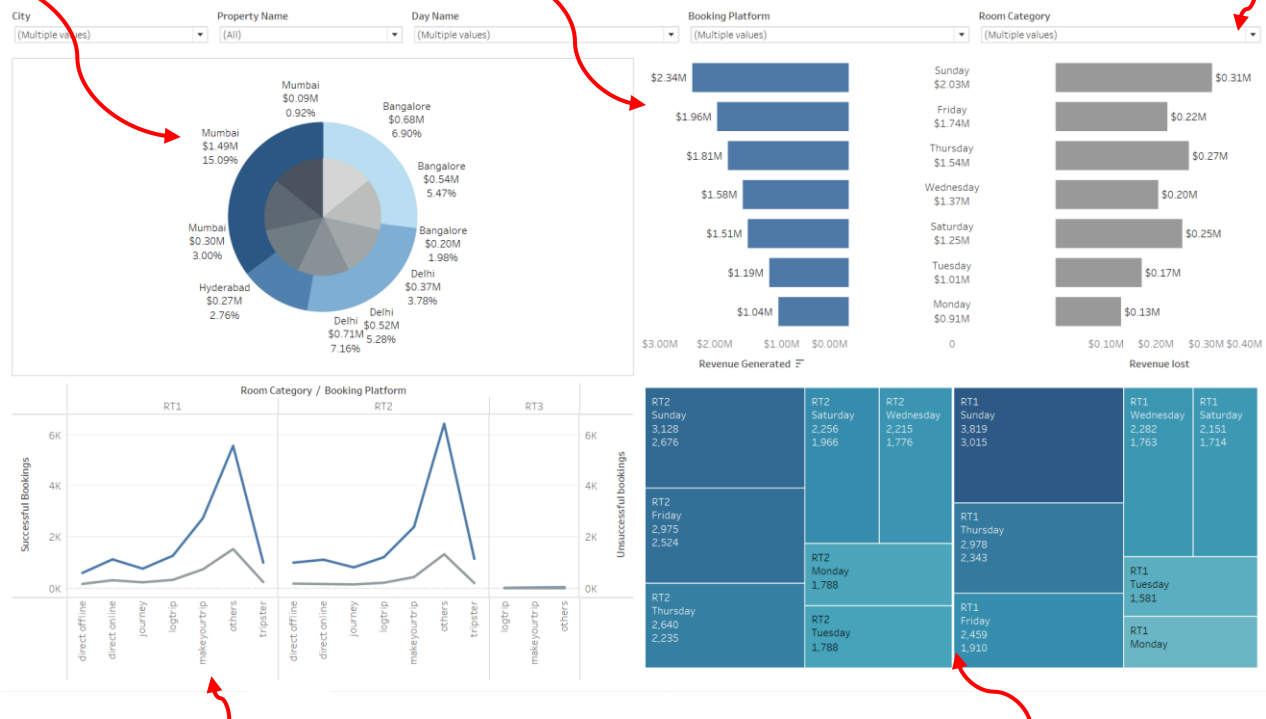 City
Property Name
Day Name
Booking Platform
Room Category
(Multiple values)
(All)
(Multiple values)
(Multiple values)
(Multiple values)
Mumbai
$0.09M
0.92%
Bangalore
$0.68M
6.90%
Mumbai
$1.49M
15.09%
Bangalore
$0.54M
5.47%
Mumbai
$0.30M
3.00%
Bangalore
$0.20M
1.98%
Delhi
$0.37M
3.78%
Hyderabad
$0.27M
2.76%
Delhi
$0.52M
5.28%
Delhi
$0.71M
7.16%
$2.34M
Sunday
$2.03M
$0.31M
$1.96M
Friday
$1.74M
$0.22M
$1.81M
Thursday
$1.54M
$0.27M
$1.58M
Wednesday
$1.37M
$0.20M
$1.51M
Saturday
$1.25M
$0.25M
$1.19M
Tuesday
$1.01M
$0.17M
$1.04M
Monday
$0.91M
$0.13M
$3.00M $2.00M $1.00M $0.00M
0
$0.10M $0.20M $0.30M $0.40M
Revenue Generated
Revenue lost
Room Category / Booking Platform
RT1
RT2
RT3
Successful Bookings
6K
4K
2K
0K
6K
4K
2K
0K
Unsuccessful bookings
direct offline
direct online
journey
logtrip
makeyourtrip
others
tripster
direct offline
direct online
journey
logtrip
makeyourtrip
others
tripster
logtrip
makeyourtrip
others
RT2
Sunday
3,128
2,676
RT2
Friday
2,975
2,524
RT2
Thursday
2,640
2,235
RT2
Saturday
2,256
1,966
RT2
Wednesday
2,215
1,776
RT2
Monday
1,788
RT2
Tuesday
1,788
RT1
Sunday
3,819
3,015
RT1
Thursday
2,978
2,343
RT1
Friday
2,459
1,910
RT1
Wednesday
2,282
1,763
RT1
Saturday
2,151
1,714
RT1
Tuesday
1,581
RT1
Monday